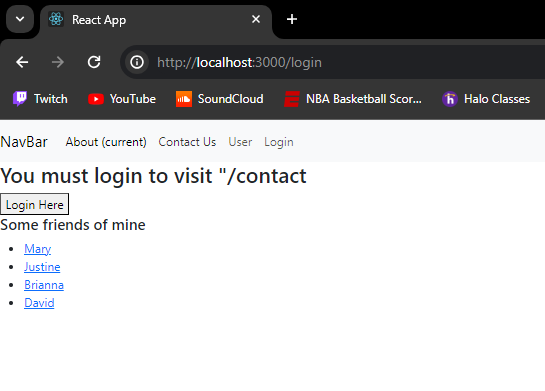 React App
http://localhost:3000/login
Twitch YouTube SoundCloud NBA Basketball Scor... Halo Classes
NavBar About (current) Contact Us User Login
You must login to visit "/contact
Login Here
Some friends of mine
Mary
Justine
Brianna
David